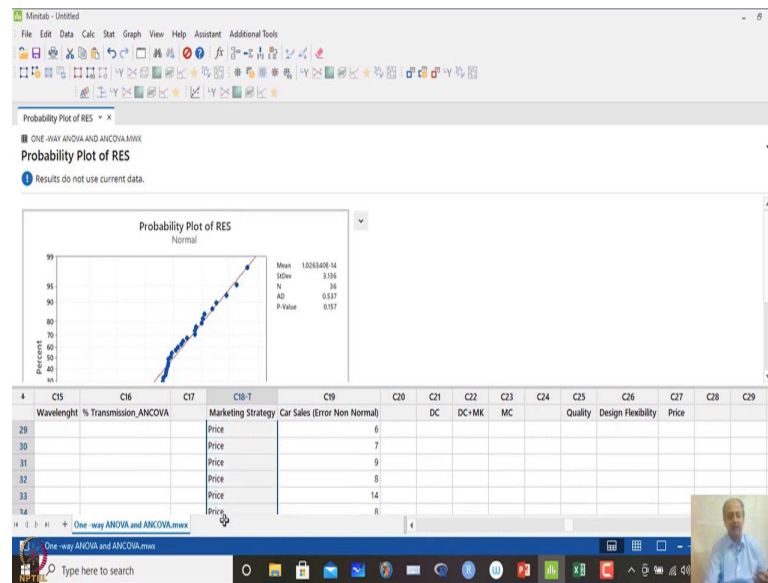 Minitab - Untitled
File Edit Data Calc Stat Graph View Help Assistant Additional Tools
Probability Plot of RES
ONE -WAY ANOVA AND ANCOVA.MWX
Probability Plot of RES
Results do not use current data.
Probability Plot of RES
Normal
99
95
90
80
70
60
50
40
30
Percent
Mean 1.026340E-14
StDev 3.136
N 36
AD 0.537
P-Value 0.157
C15 C16 C17 C18-T C19 C20 C21 C22 C23 C24 C25 C26 C27 C28 C29
Wavelenght % Transmission_ANCOVA Marketing Strategy Car Sales (Error Non Normal) DC DC+MK MC Quality Design Flexibility Price
29 Price 6
30 Price 7
31 Price 9
32 Price 8
33 Price 14
34 Price 8
One -way ANOVA and ANCOVA.mwx
One -way ANOVA and ANCOVA.mwx
Type here to search
NPTEL